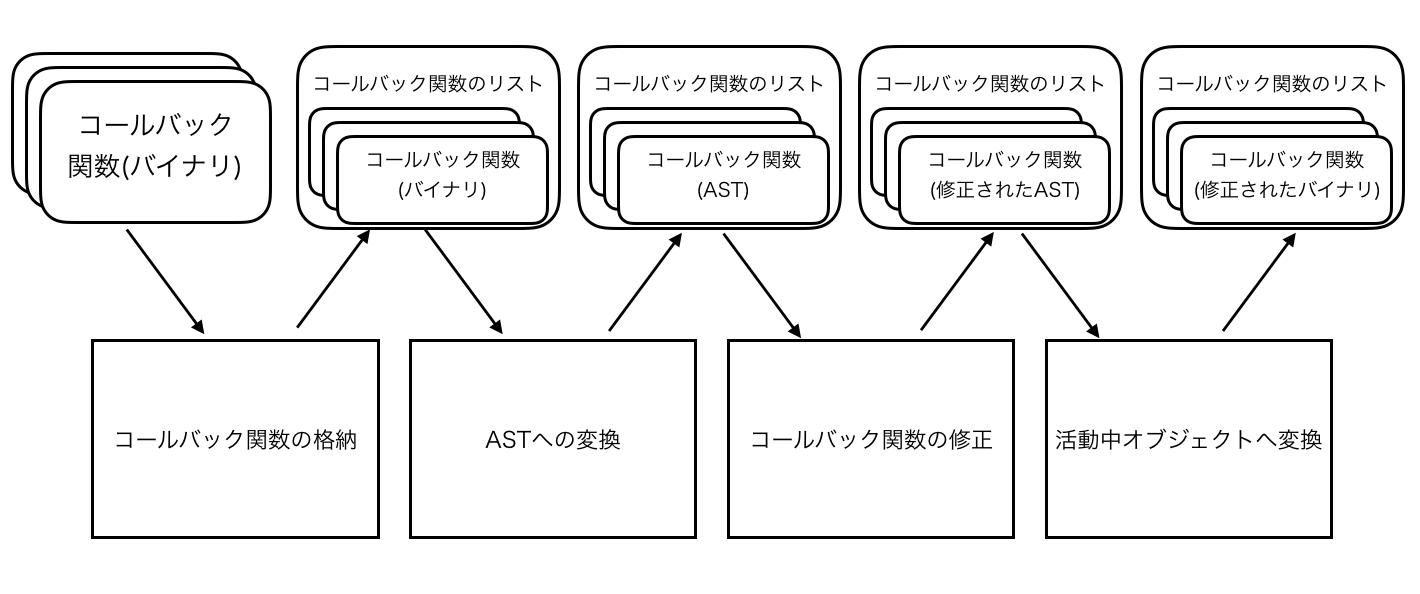 コールバック
関数(バイナリ)
コールバック関数のリスト
コールバック関数
(バイナリ)
コールバック関数のリスト
コールバック関数
(AST)
コールバック関数のリスト
コールバック関数
(修正されたAST)
コールバック関数のリスト
コールバック関数
(修正されたバイナリ)
コールバック関数の格納
ASTへの変換
コールバック関数の修正
活動中オブジェクトへ変換